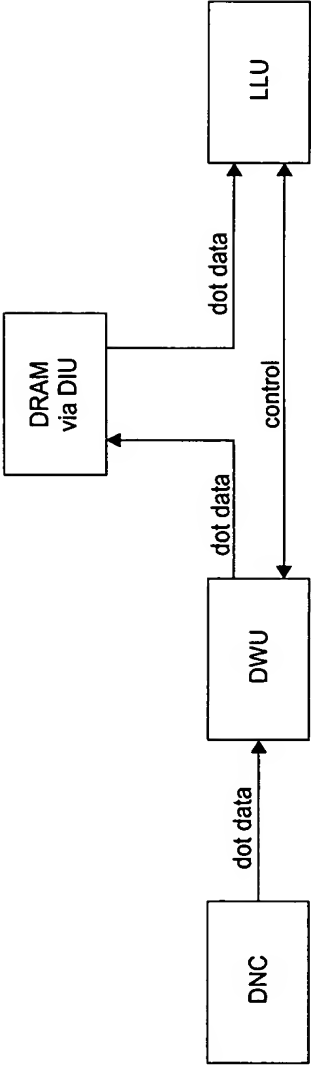 DNC
dot data
DWU
dot data
DRAM
via DIU
dot data
control
LLU